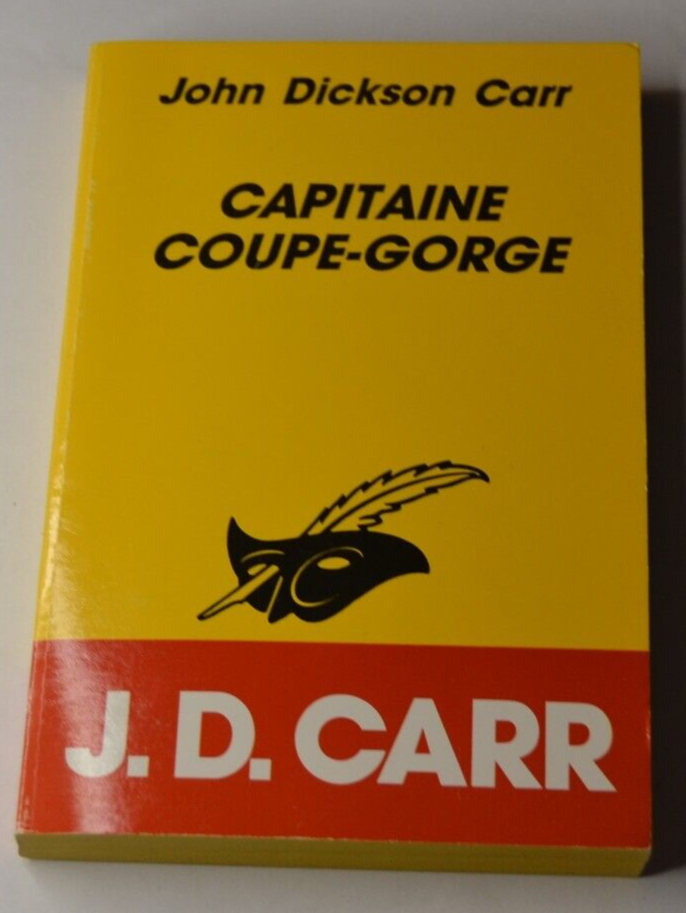 John Dickson Carr
CAPITAINE
COUPE-GORGE
J. D. CARR